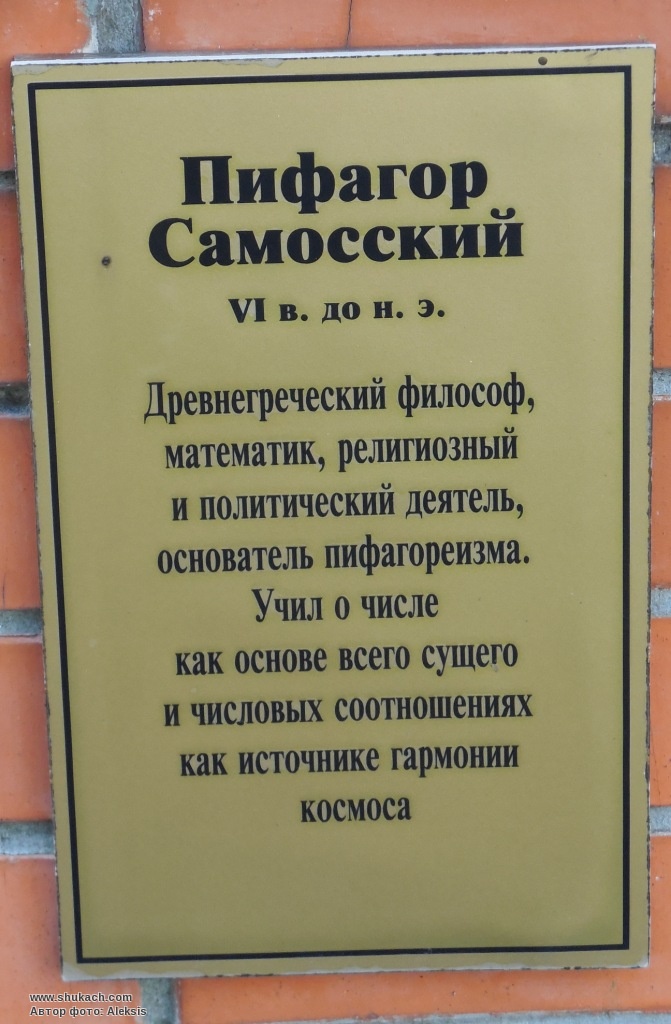 Пифагор
Самосский
VI в. до н. э.
Древнегреческий философ,
математик, религиозный
и политический деятель,
основатель пифагореизма.
Учил о числе
как основе всего сущего
и числовых соотношениях
как источнике гармонии
космоса
www.shukach.com
Автор фото: Aleksis